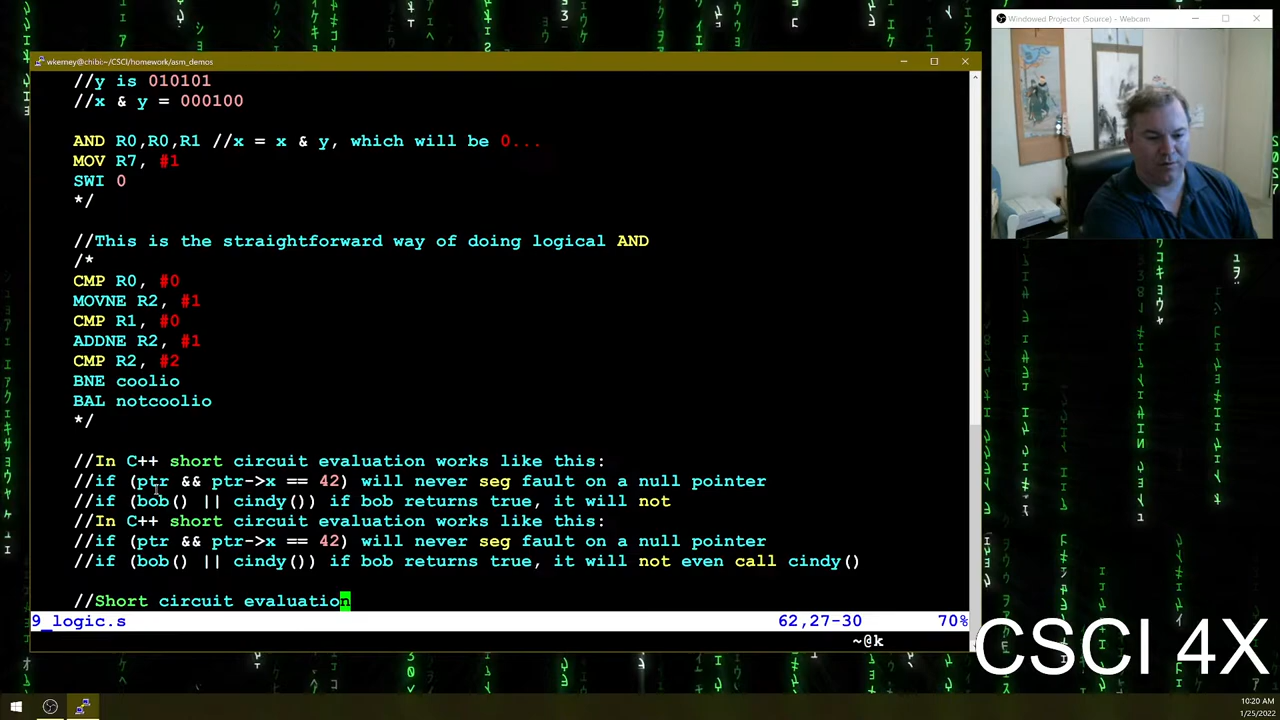 Windowed Projector (Source) - Webcam
wkerney@chibi:~/CSCI/homework/asm_demos
//y is 010101
//x & y = 000100
AND R0,R0,R1 //x = x & y, which will be 0...
MOV R7, #1
SWI 0
*/
//This is the straightforward way of doing logical AND
/*
CMP R0, #0
MOVNE R2, #1
CMP R1, #0
ADDNE R2, #1
CMP R2, #2
BNE coolio
BAL notcoolio
*/
//In C++ short circuit evaluation works like this:
//if (ptr && ptr->x == 42) will never seg fault on a null pointer
//if (bob() || cindy()) if bob returns true, it will not
//In C++ short circuit evaluation works like this:
//if (ptr && ptr->x == 42) will never seg fault on a null pointer
//if (bob() || cindy()) if bob returns true, it will not even call cindy()
//Short circuit evaluation
9_logic.s 62,27-30 70%
~@k
CSCI 4X
10:20 AM
1/25/2022